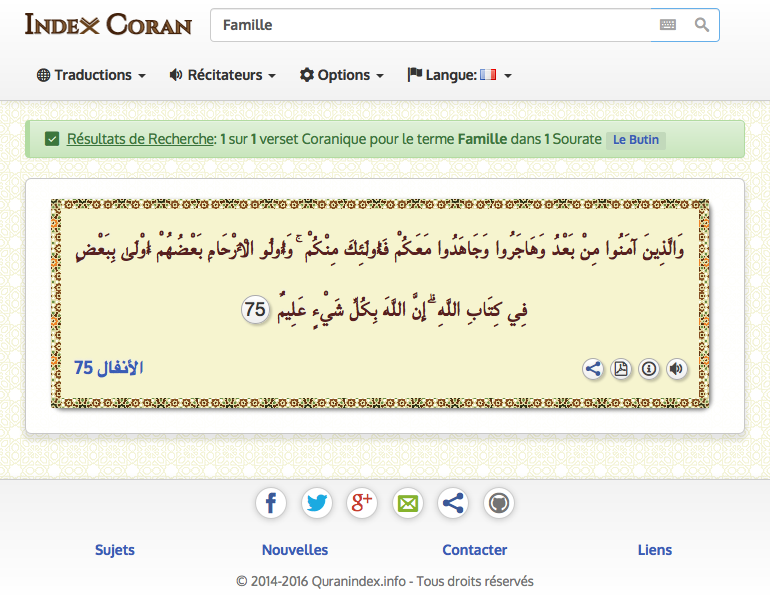 Index Coran
Famille
Traductions
Récitateurs
Options
Langue:
Résultats de Recherche: 1 sur 1 verset Coranique pour le terme Famille dans 1 Sourate Le Butin
وَالَّذِينَ آمَنُوا مِنْ بَعْدُ وَهَاجَرُوا وَجَاهَدُوا مَعَكُمْ فَأُولَٰئِكَ مِنْكُمْ ۚ وَأُولُو الْأَرْحَامِ بَعْضُهُمْ أَوْلَىٰ بِبَعْضٍ
فِي كِتَابِ اللَّهِ ۗ إِنَّ اللَّهَ بِكُلِّ شَيْءٍ عَلِيمٌ 75
الأنفال 75
Sujets
Nouvelles
Contacter
Liens
© 2014-2016 Quranindex.info - Tous droits réservés